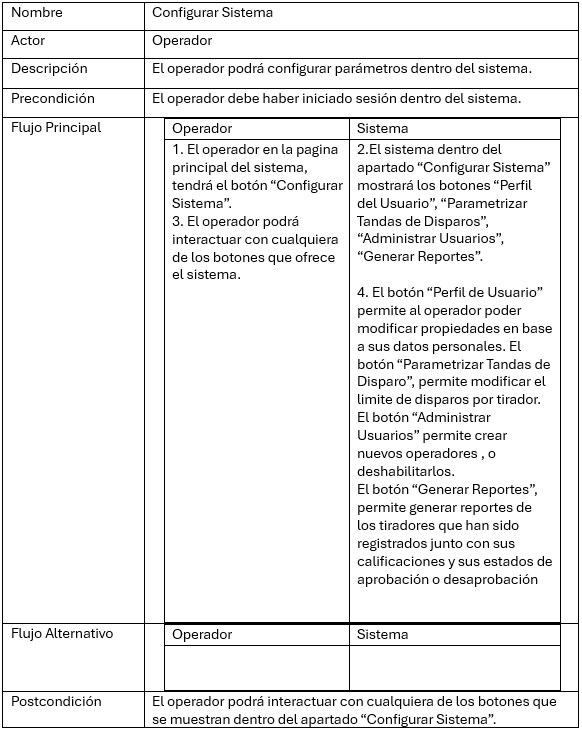 Nombre
Configurar Sistema
Actor
Operador
Descripción
El operador podrá configurar parámetros dentro del sistema.
Precondición
El operador debe haber iniciado sesión dentro del sistema.
Flujo Principal
Operador
1. El operador en la pagina
principal del sistema,
tendrá el botón “Configurar
Sistema”.
3. El operador podrá
interactuar con cualquiera
de los botones que ofrece
el sistema.
Sistema
2.El sistema dentro del
apartado “Configurar Sistema”
mostrará los botones “Perfil
del Usuario”, “Parametrizar
Tandas de Disparos”,
“Administrar Usuarios”,
“Generar Reportes”.
4. El botón “Perfil de Usuario”
permite al operador poder
modificar propiedades en base
a sus datos personales. El
botón “Parametrizar Tandas de
Disparo”, permite modificar el
limite de disparos por tirador.
El botón “Administrar
Usuarios” permite crear
nuevos operadores , o
deshabilitarlos.
El botón “Generar Reportes”,
permite generar reportes de
los tiradores que han sido
registrados junto con sus
calificaciones y sus estados de
aprobación o desaprobación
Flujo Alternativo
Operador
Sistema
Postcondición
El operador podrá interactuar con cualquiera de los botones que
se muestran dentro del apartado “Configurar Sistema”.